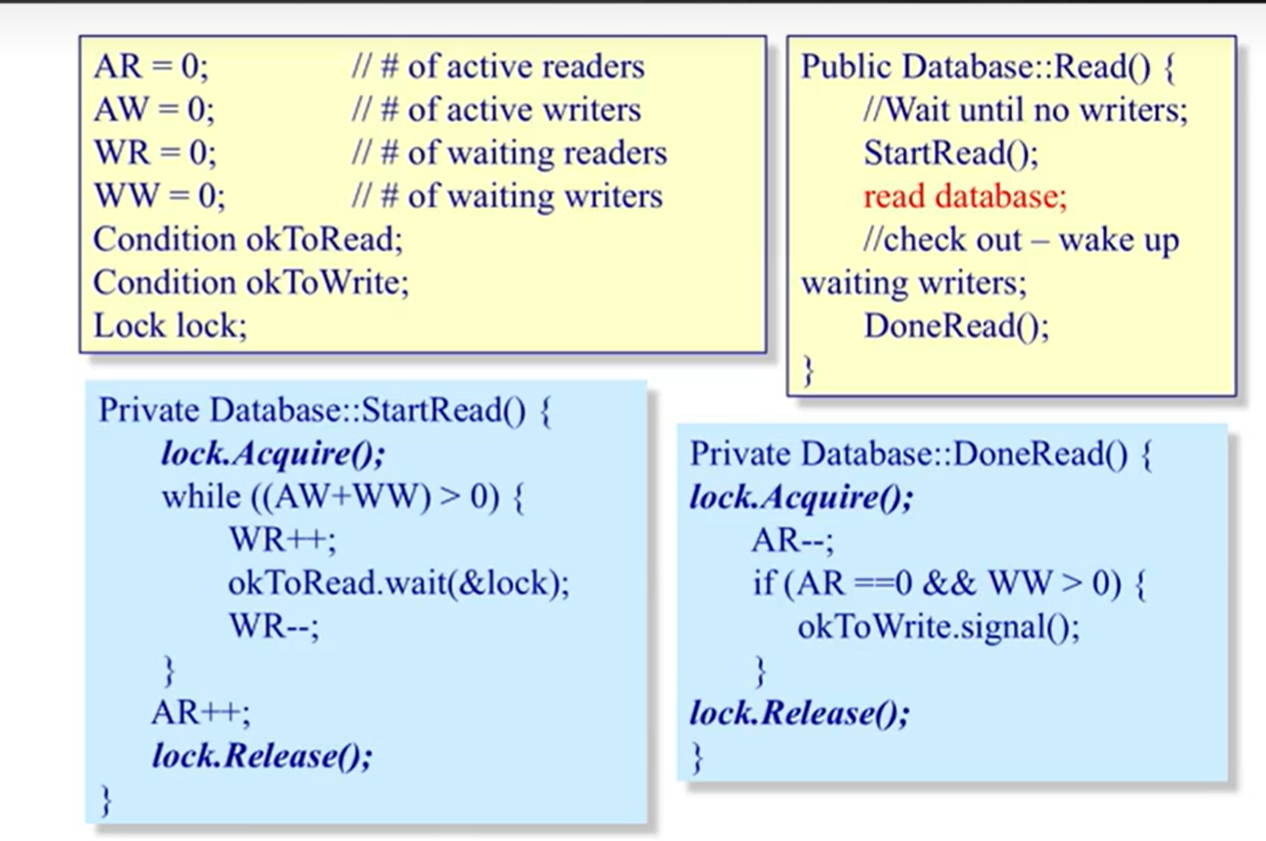 AR = 0; // # of active readers
AW = 0; // # of active writers
WR = 0; // # of waiting readers
WW = 0; // # of waiting writers
Condition okToRead;
Condition okToWrite;
Lock lock;
Public Database::Read() {
//Wait until no writers;
StartRead();
read database;
//check out – wake up
waiting writers;
DoneRead();
}
Private Database::StartRead() {
lock.Acquire();
while ((AW+WW) > 0) {
WR++;
okToRead.wait(&lock);
WR--;
}
AR++;
lock.Release();
}
Private Database::DoneRead() {
lock.Acquire();
AR--;
if (AR ==0 && WW > 0) {
okToWrite.signal();
}
lock.Release();
}